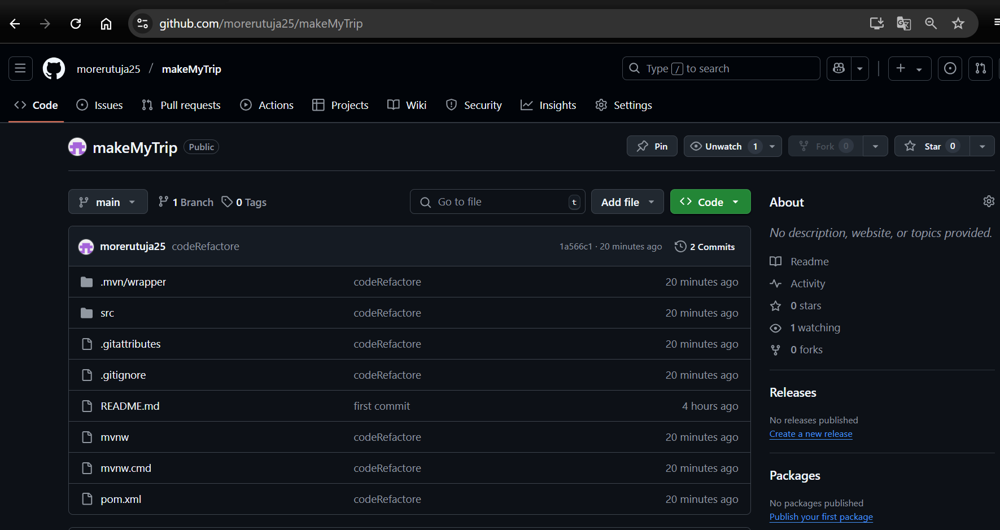 github.com/morerutuja25/makeMyTrip
morerutuja25 / makeMyTrip
Type / to search
Code Issues Pull requests Actions Projects Wiki Security Insights Settings
makeMyTrip Public
Pin Unwatch 1 Fork 0 Star 0
main 1 Branch 0 Tags Go to file t Add file Code
morerutuja25 codeRefactore 1a566c1 · 20 minutes ago 2 Commits
.mvn/wrapper codeRefactore 20 minutes ago
src codeRefactore 20 minutes ago
.gitattributes codeRefactore 20 minutes ago
.gitignore codeRefactore 20 minutes ago
README.md first commit 4 hours ago
mvnw codeRefactore 20 minutes ago
mvnw.cmd codeRefactore 20 minutes ago
pom.xml codeRefactore 20 minutes ago
About
No description, website, or topics provided.
Readme
Activity
0 stars
1 watching
0 forks
Releases
No releases published
Create a new release
Packages
No packages published
Publish your first package